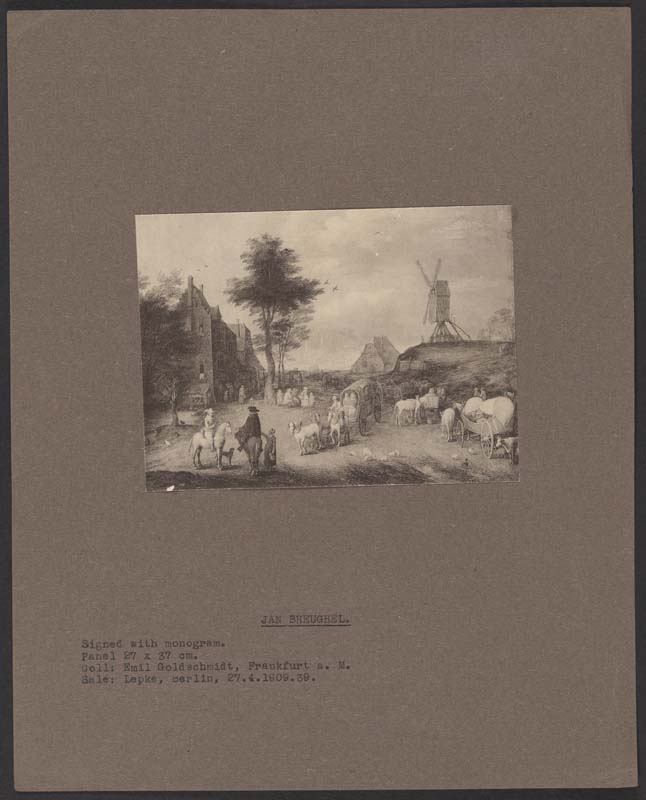 JAN BREUGHEL.
Signed with monogram.
Panel 27 x 37 cm.
Coll: Emil Goldschmidt, Frankfurt a. M.
Sale: Lepke, cerlin, 27.4.1909.39.